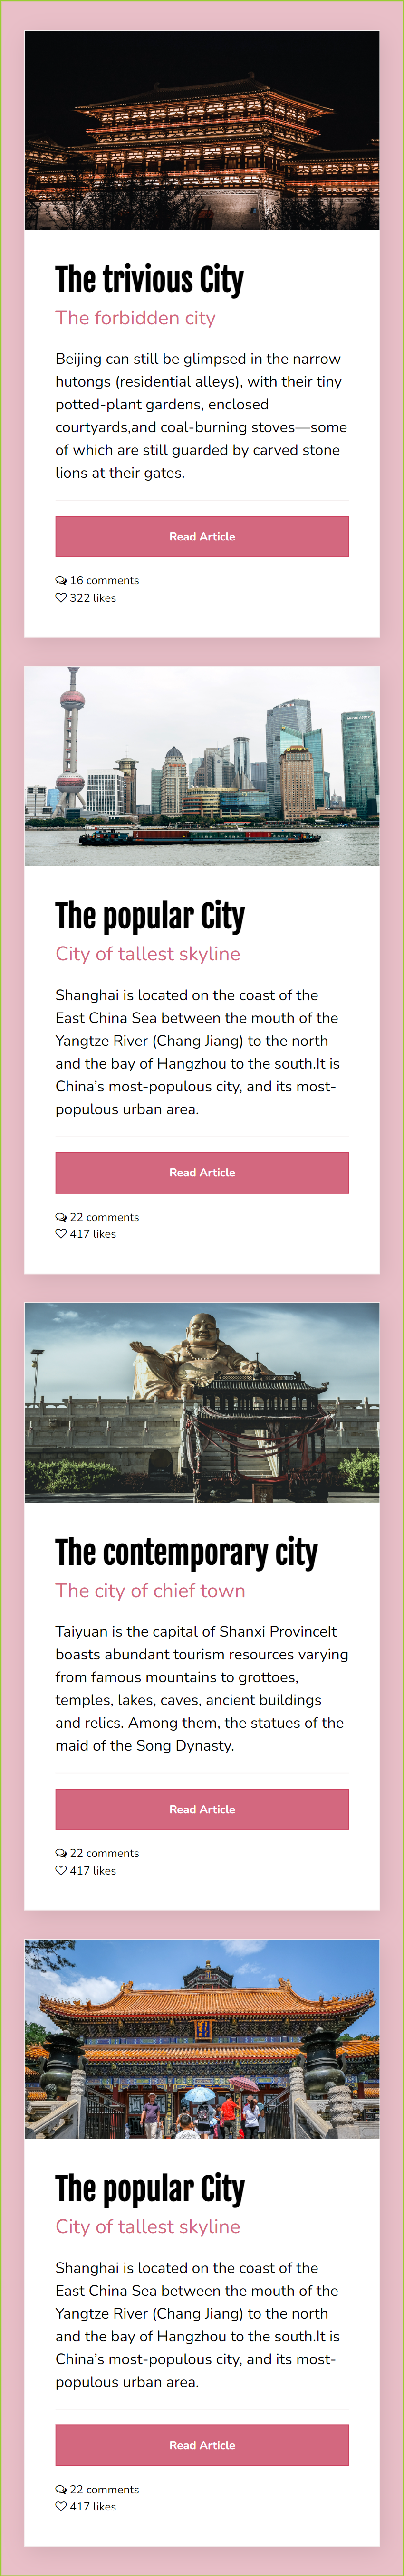 The trivious City
The forbidden city
Beijing can still be glimpsed in the narrow
hutongs (residential alleys), with their tiny
potted-plant gardens, enclosed
courtyards,and coal-burning stoves—some
of which are still guarded by carved stone
lions at their gates.
Read Article
16 comments
322 likes
The popular City
City of tallest skyline
Shanghai is located on the coast of the
East China Sea between the mouth of the
Yangtze River (Chang Jiang) to the north
and the bay of Hangzhou to the south.It is
China’s most-populous city, and its most-
populous urban area.
Read Article
22 comments
417 likes
The contemporary city
The city of chief town
Taiyuan is the capital of Shanxi ProvinceIt
boasts abundant tourism resources varying
from famous mountains to grottoes,
temples, lakes, caves, ancient buildings
and relics. Among them, the statues of the
maid of the Song Dynasty.
Read Article
22 comments
417 likes
The popular City
City of tallest skyline
Shanghai is located on the coast of the
East China Sea between the mouth of the
Yangtze River (Chang Jiang) to the north
and the bay of Hangzhou to the south.It is
China’s most-populous city, and its most-
populous urban area.
Read Article
22 comments
417 likes